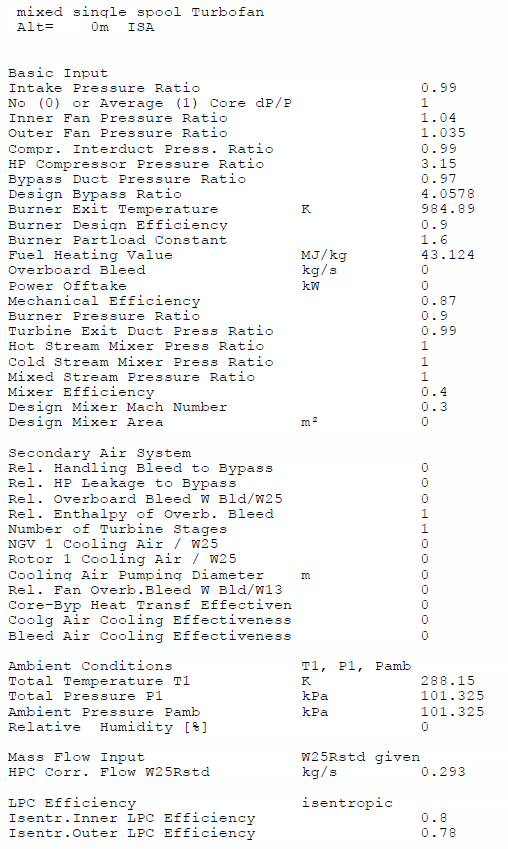 mixed single spool Turbofan
Alt= 0m ISA
Basic Input
Intake Pressure Ratio 0.99
No (0) or Average (1) Core dP/P 1
Inner Fan Pressure Ratio 1.04
Outer Fan Pressure Ratio 1.035
Compr. Interduct Press. Ratio 0.99
HP Compressor Pressure Ratio 3.15
Bypass Duct Pressure Ratio 0.97
Design Bypass Ratio 4.0578
Burner Exit Temperature K 984.89
Burner Design Efficiency 0.9
Burner Partload Constant 1.6
Fuel Heating Value MJ/kg 43.124
Overboard Bleed kg/s 0
Power Offtake kW 0
Mechanical Efficiency 0.87
Burner Pressure Ratio 0.9
Turbine Exit Duct Press Ratio 0.99
Hot Stream Mixer Press Ratio 1
Cold Stream Mixer Press Ratio 1
Mixed Stream Pressure Ratio 1
Mixer Efficiency 0.4
Design Mixer Mach Number 0.3
Design Mixer Area m² 0
Secondary Air System
Rel. Handling Bleed to Bypass 0
Rel. HP Leakage to Bypass 0
Rel. Overboard Bleed W Bld/W25 0
Rel. Enthalpy of Overb. Bleed 1
Number of Turbine Stages 1
NGV 1 Cooling Air / W25 0
Rotor 1 Cooling Air / W25 0
Cooling Air Pumping Diameter m 0
Rel. Fan Overb.Bleed W Bld/W13 0
Core-Byp Heat Transf Effectiven 0
Coolg Air Cooling Effectiveness 0
Bleed Air Cooling Effectiveness 0
Ambient Conditions T1, P1, Pamb
Total Temperature T1 K 288.15
Total Pressure P1 kPa 101.325
Ambient Pressure Pamb kPa 101.325
Relative Humidity [%] 0
Mass Flow Input W25Rstd given
HPC Corr. Flow W25Rstd kg/s 0.293
LPC Efficiency isentropic
Isentr.Inner LPC Efficiency 0.8
Isentr.Outer LPC Efficiency 0.78